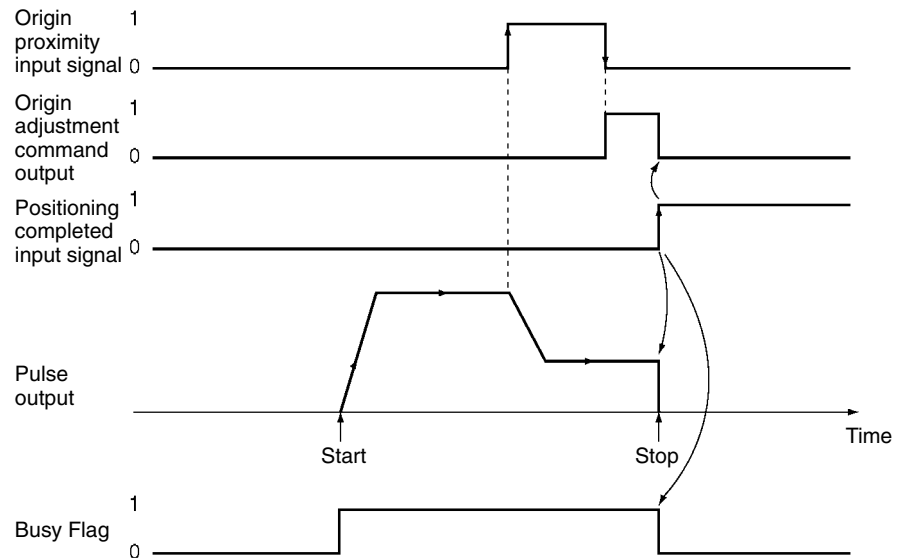 Origin
proximity
input signal
1
0
Origin
adjustment
command
output
1
0
Positioning
completed
input signal
1
0
Pulse
output
Time
Start
Stop
Busy Flag
1
0